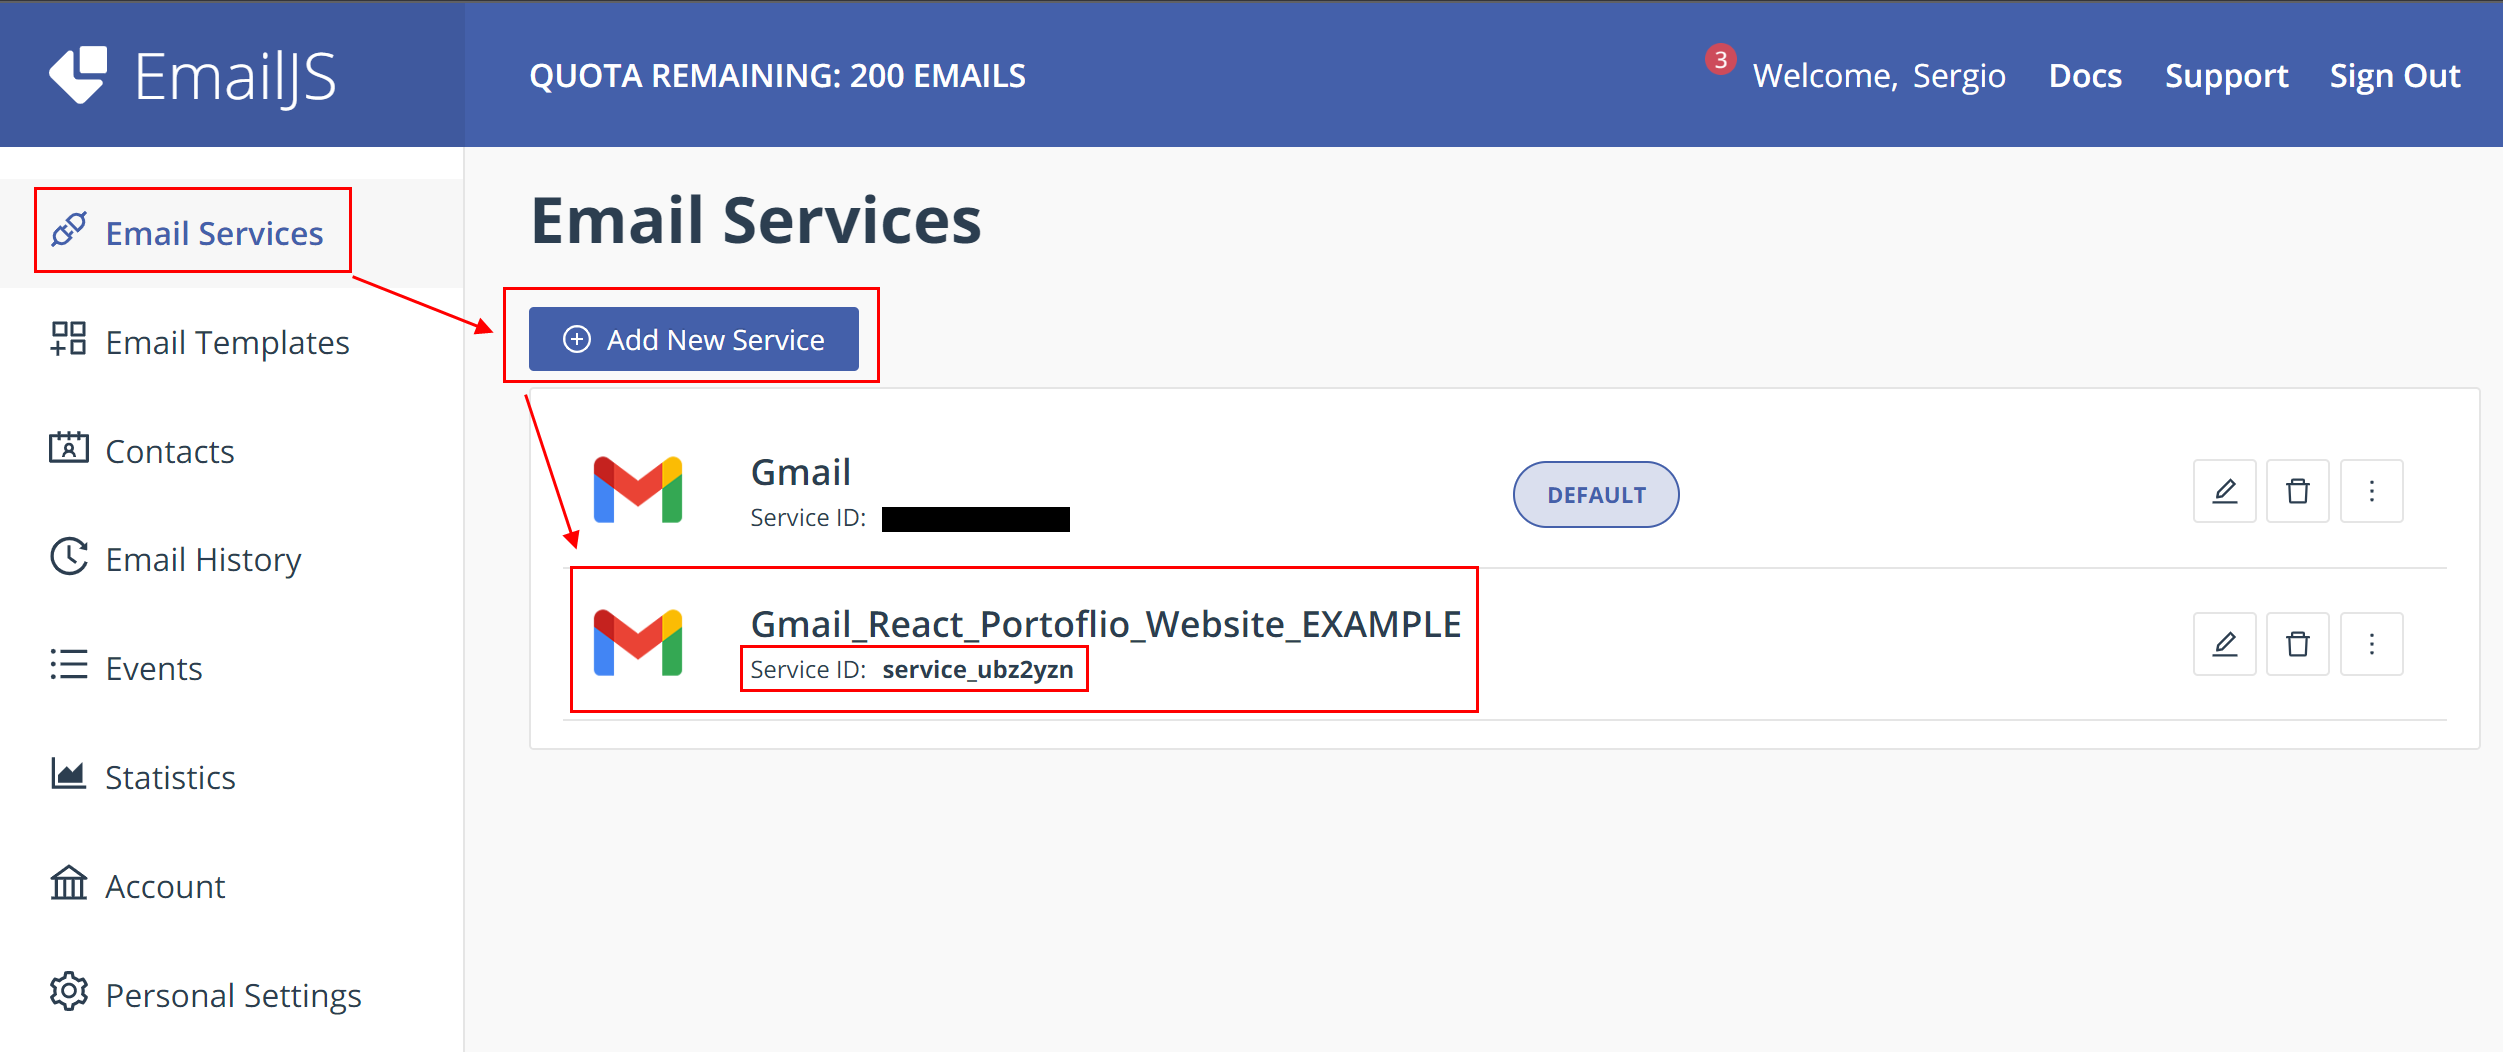 EmailJS
QUOTA REMAINING: 200 EMAILS
3
Welcome, Sergio
Docs
Support
Sign Out
Email Services
Email Templates
Contacts
Email History
Events
Statistics
Account
Personal Settings
Email Services
Add New Service
Gmail
Service ID:
DEFAULT
Gmail_React_Portoflio_Website_EXAMPLE
Service ID: service_ubz2yzn